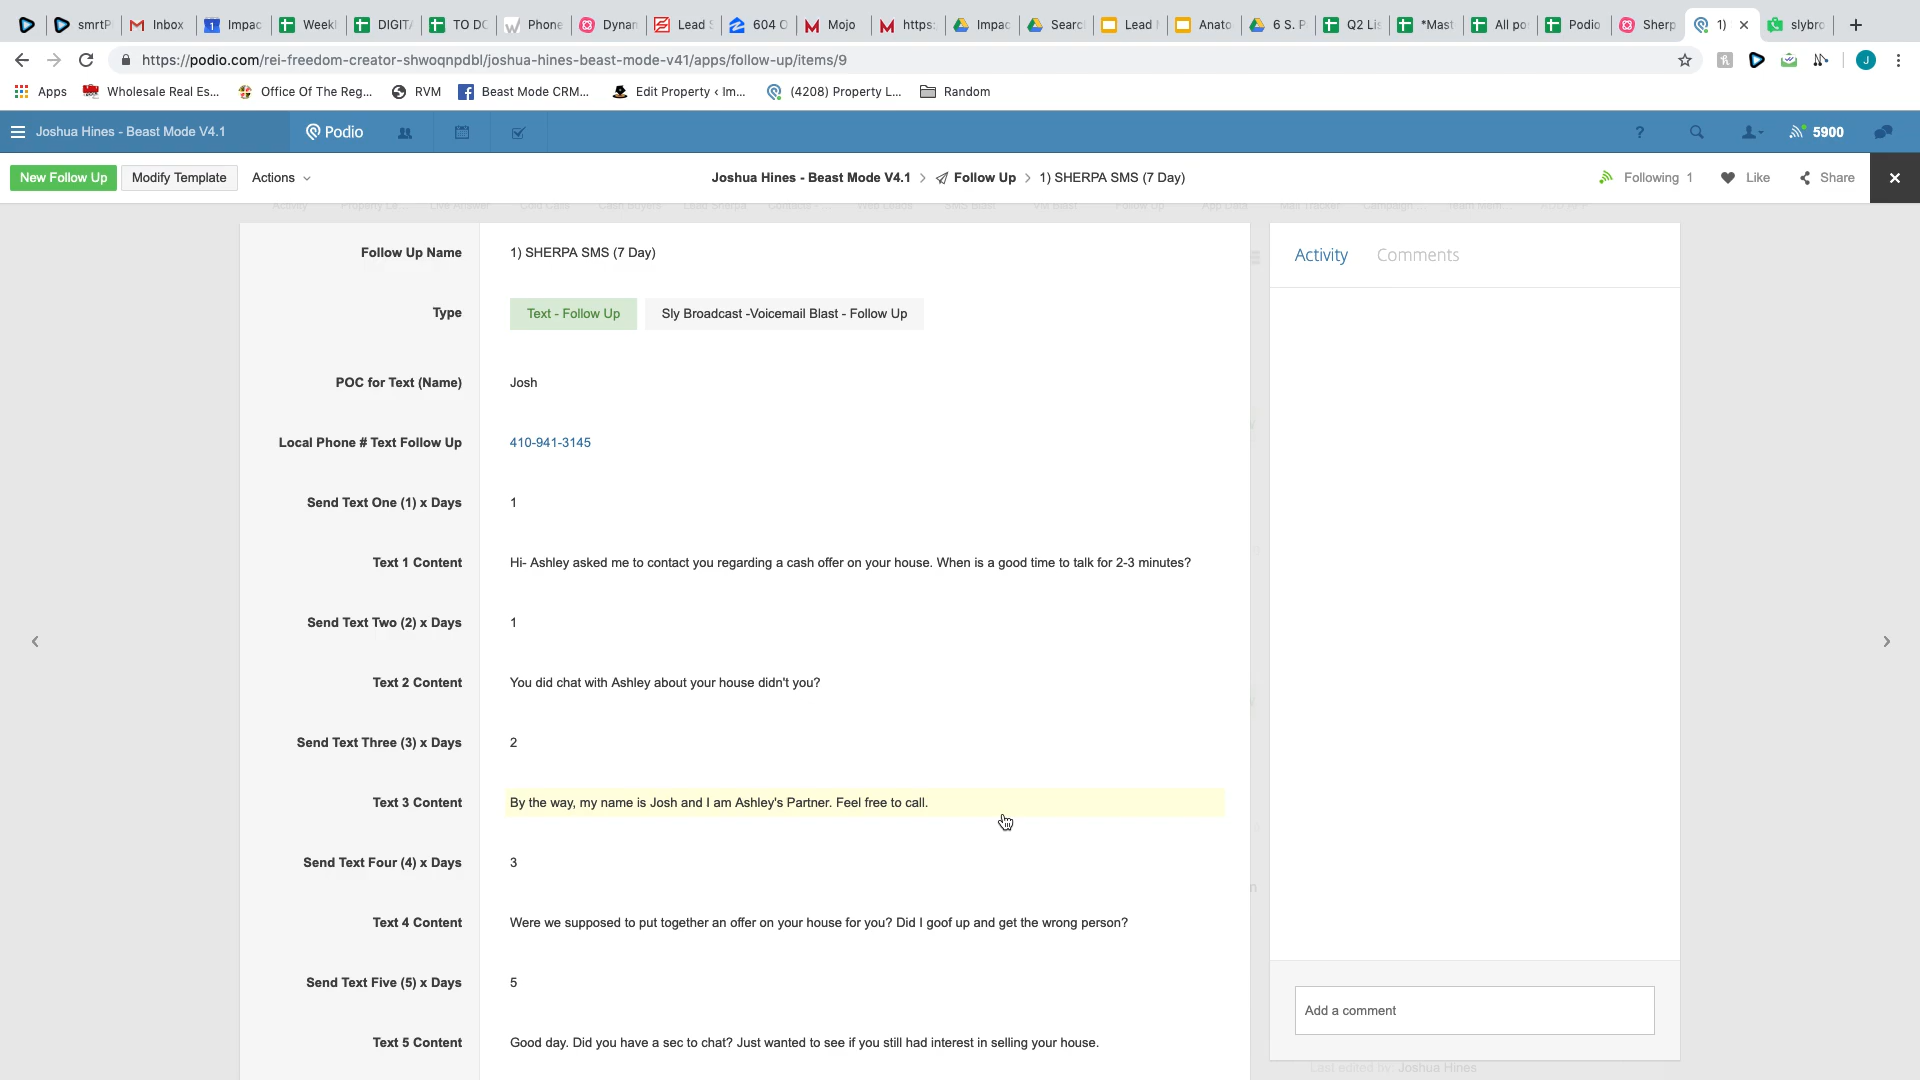 smrtP
Inbox
Impac
Weekl
DIGIT
TO DO
Phone
Dynan
Lead S
604 O
Mojo
https:
Impac
Searc
Lead
Anato
6 S. P
Q2 Lis
*Mast
All po
Podio
Sherp
1)
slybro
https://podio.com/rei-freedom-creator-shwoqnpdbl/joshua-hines-beast-mode-v41/apps/follow-up/items/9
J
Apps
Wholesale Real Es...
Office Of The Reg...
RVM
Beast Mode CRM...
Edit Property ‹ Im...
(4208) Property L...
Random
Joshua Hines - Beast Mode V4.1
Podio
?
5900
New Follow Up
Modify Template
Actions
Joshua Hines - Beast Mode V4.1 > Follow Up > 1) SHERPA SMS (7 Day)
Following 1
Like
Share
Follow Up Name
1) SHERPA SMS (7 Day)
Type
Text - Follow Up
Sly Broadcast -Voicemail Blast - Follow Up
POC for Text (Name)
Josh
Local Phone # Text Follow Up
410-941-3145
Send Text One (1) x Days
1
Text 1 Content
Hi- Ashley asked me to contact you regarding a cash offer on your house. When is a good time to talk for 2-3 minutes?
Send Text Two (2) x Days
1
Text 2 Content
You did chat with Ashley about your house didn't you?
Send Text Three (3) x Days
2
Text 3 Content
By the way, my name is Josh and I am Ashley's Partner. Feel free to call.
Send Text Four (4) x Days
3
Text 4 Content
Were we supposed to put together an offer on your house for you? Did I goof up and get the wrong person?
Send Text Five (5) x Days
5
Text 5 Content
Good day. Did you have a sec to chat? Just wanted to see if you still had interest in selling your house.
Activity
Comments
Add a comment
Last edited by: Joshua Hines